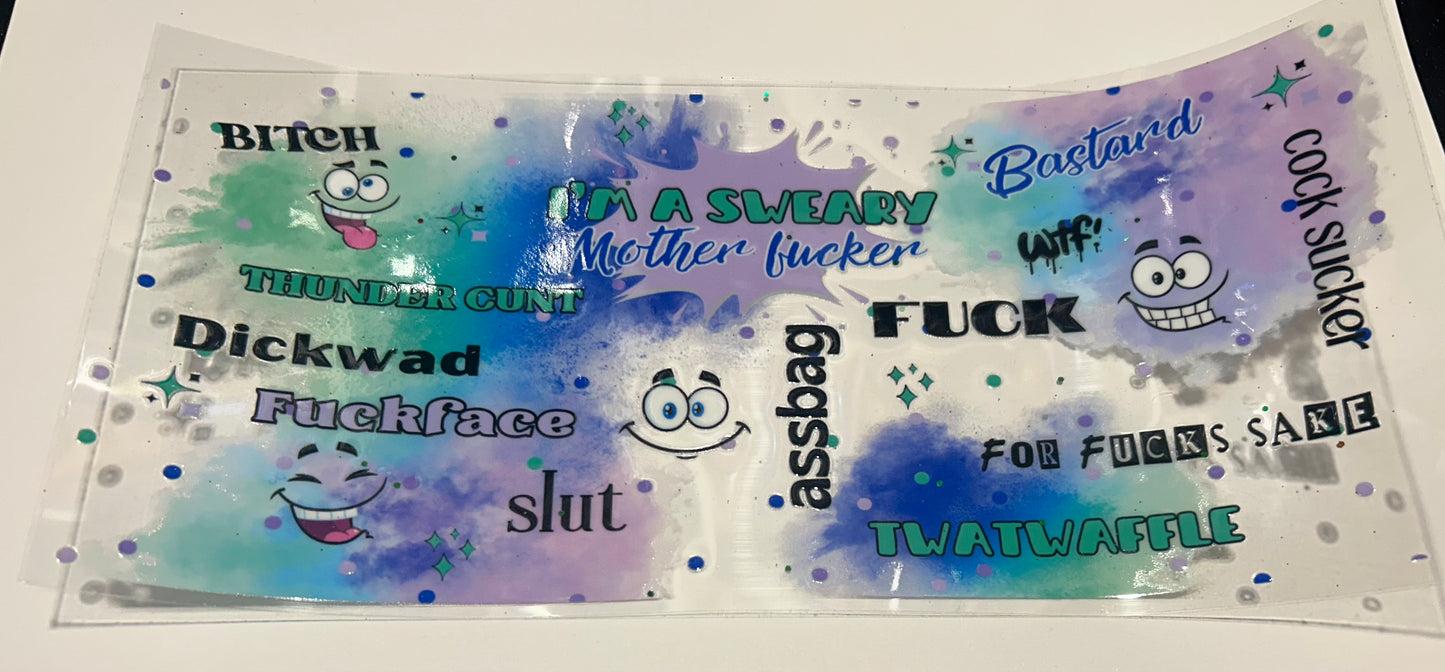 BITCH
I'M A SWEARY
Mother fucker
Bastard
COCK SUCKER
wtf!
THUNDER CUNT
FUCK
Dickwad
assbag
Fuckface
FOR FUCKS SAKE
slut
TWATWAFFLE